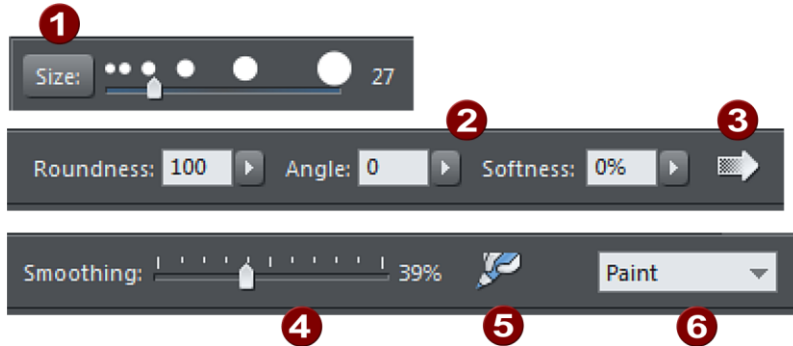 1
Size: 27
2 3
Roundness: 100 Angle: 0 Softness: 0%
Smoothing: 39% Paint
4 5 6